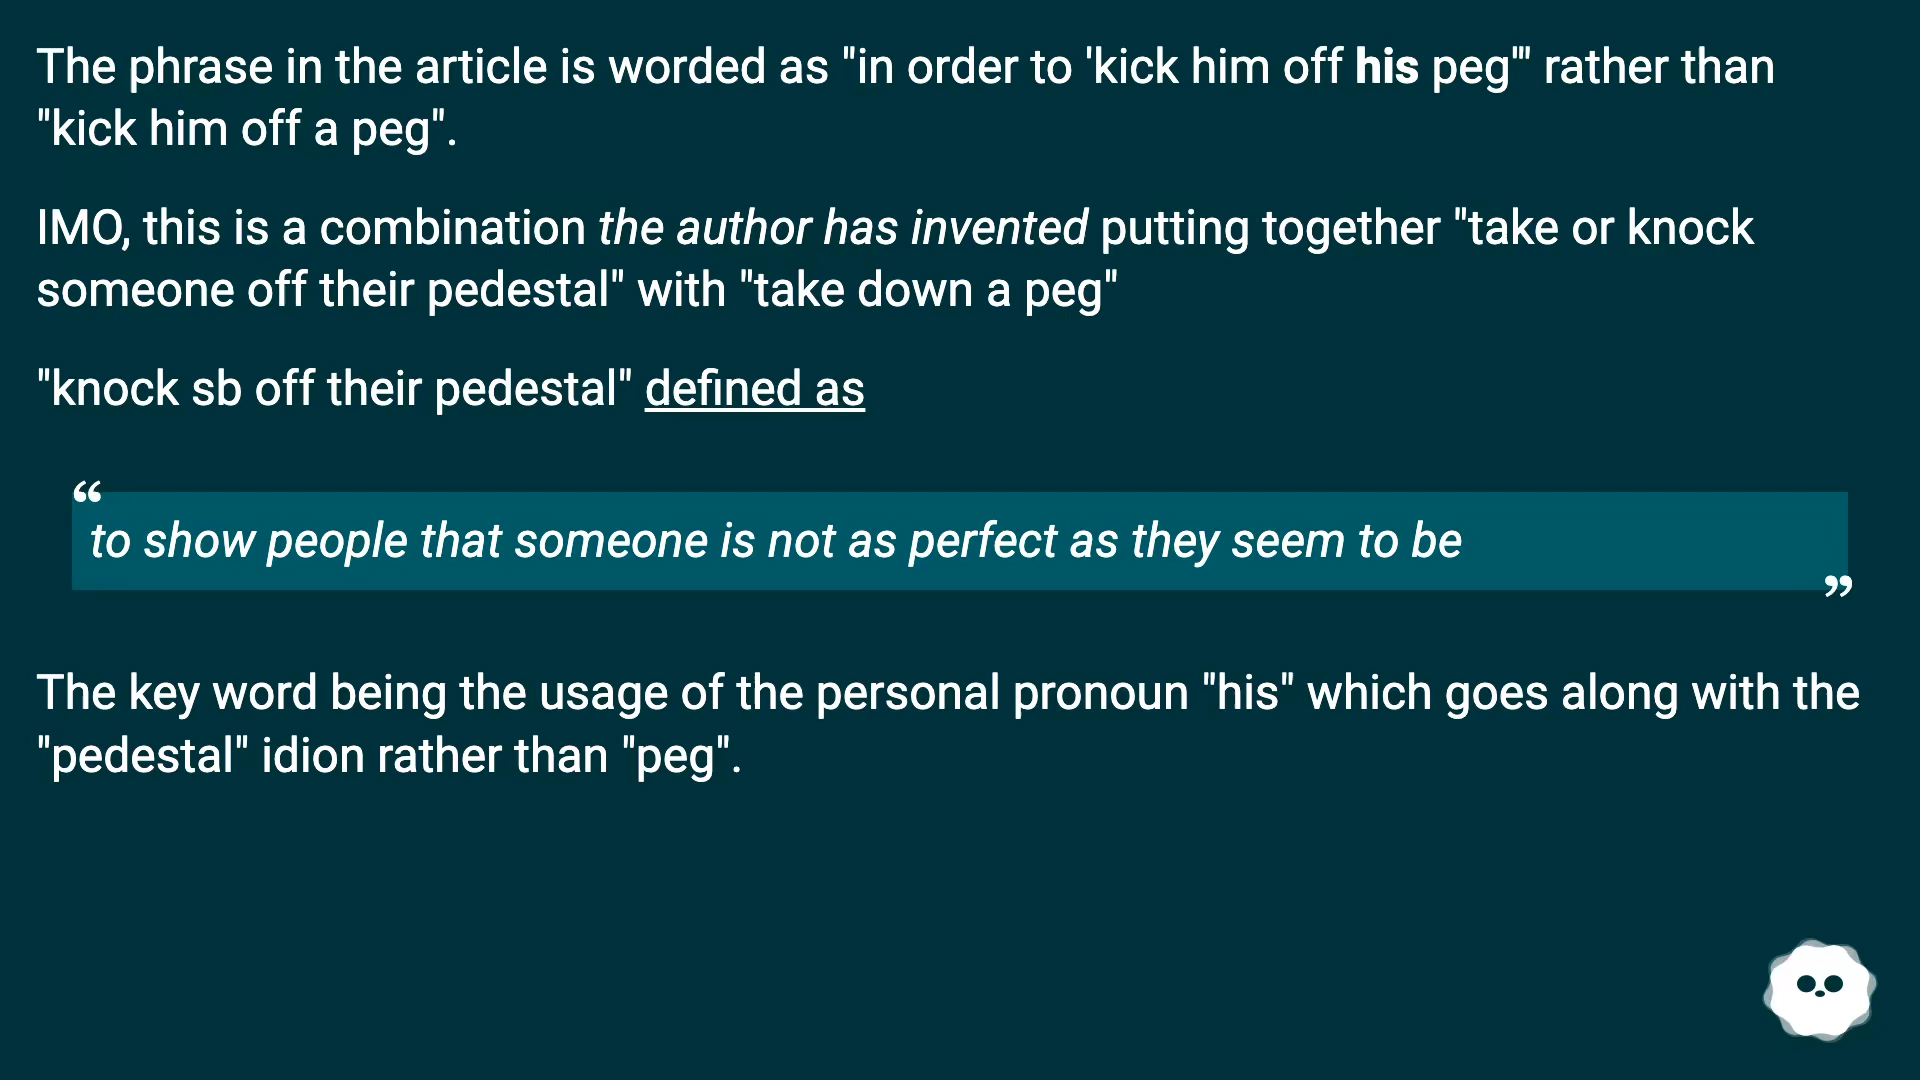 The phrase in the article is worded as "in order to 'kick him off his peg'" rather than
"kick him off a peg".
IMO, this is a combination the author has invented putting together "take or knock
someone off their pedestal" with "take down a peg"
"knock sb off their pedestal" defined as
“
to show people that someone is not as perfect as they seem to be
”
The key word being the usage of the personal pronoun "his" which goes along with the
"pedestal" idion rather than "peg".